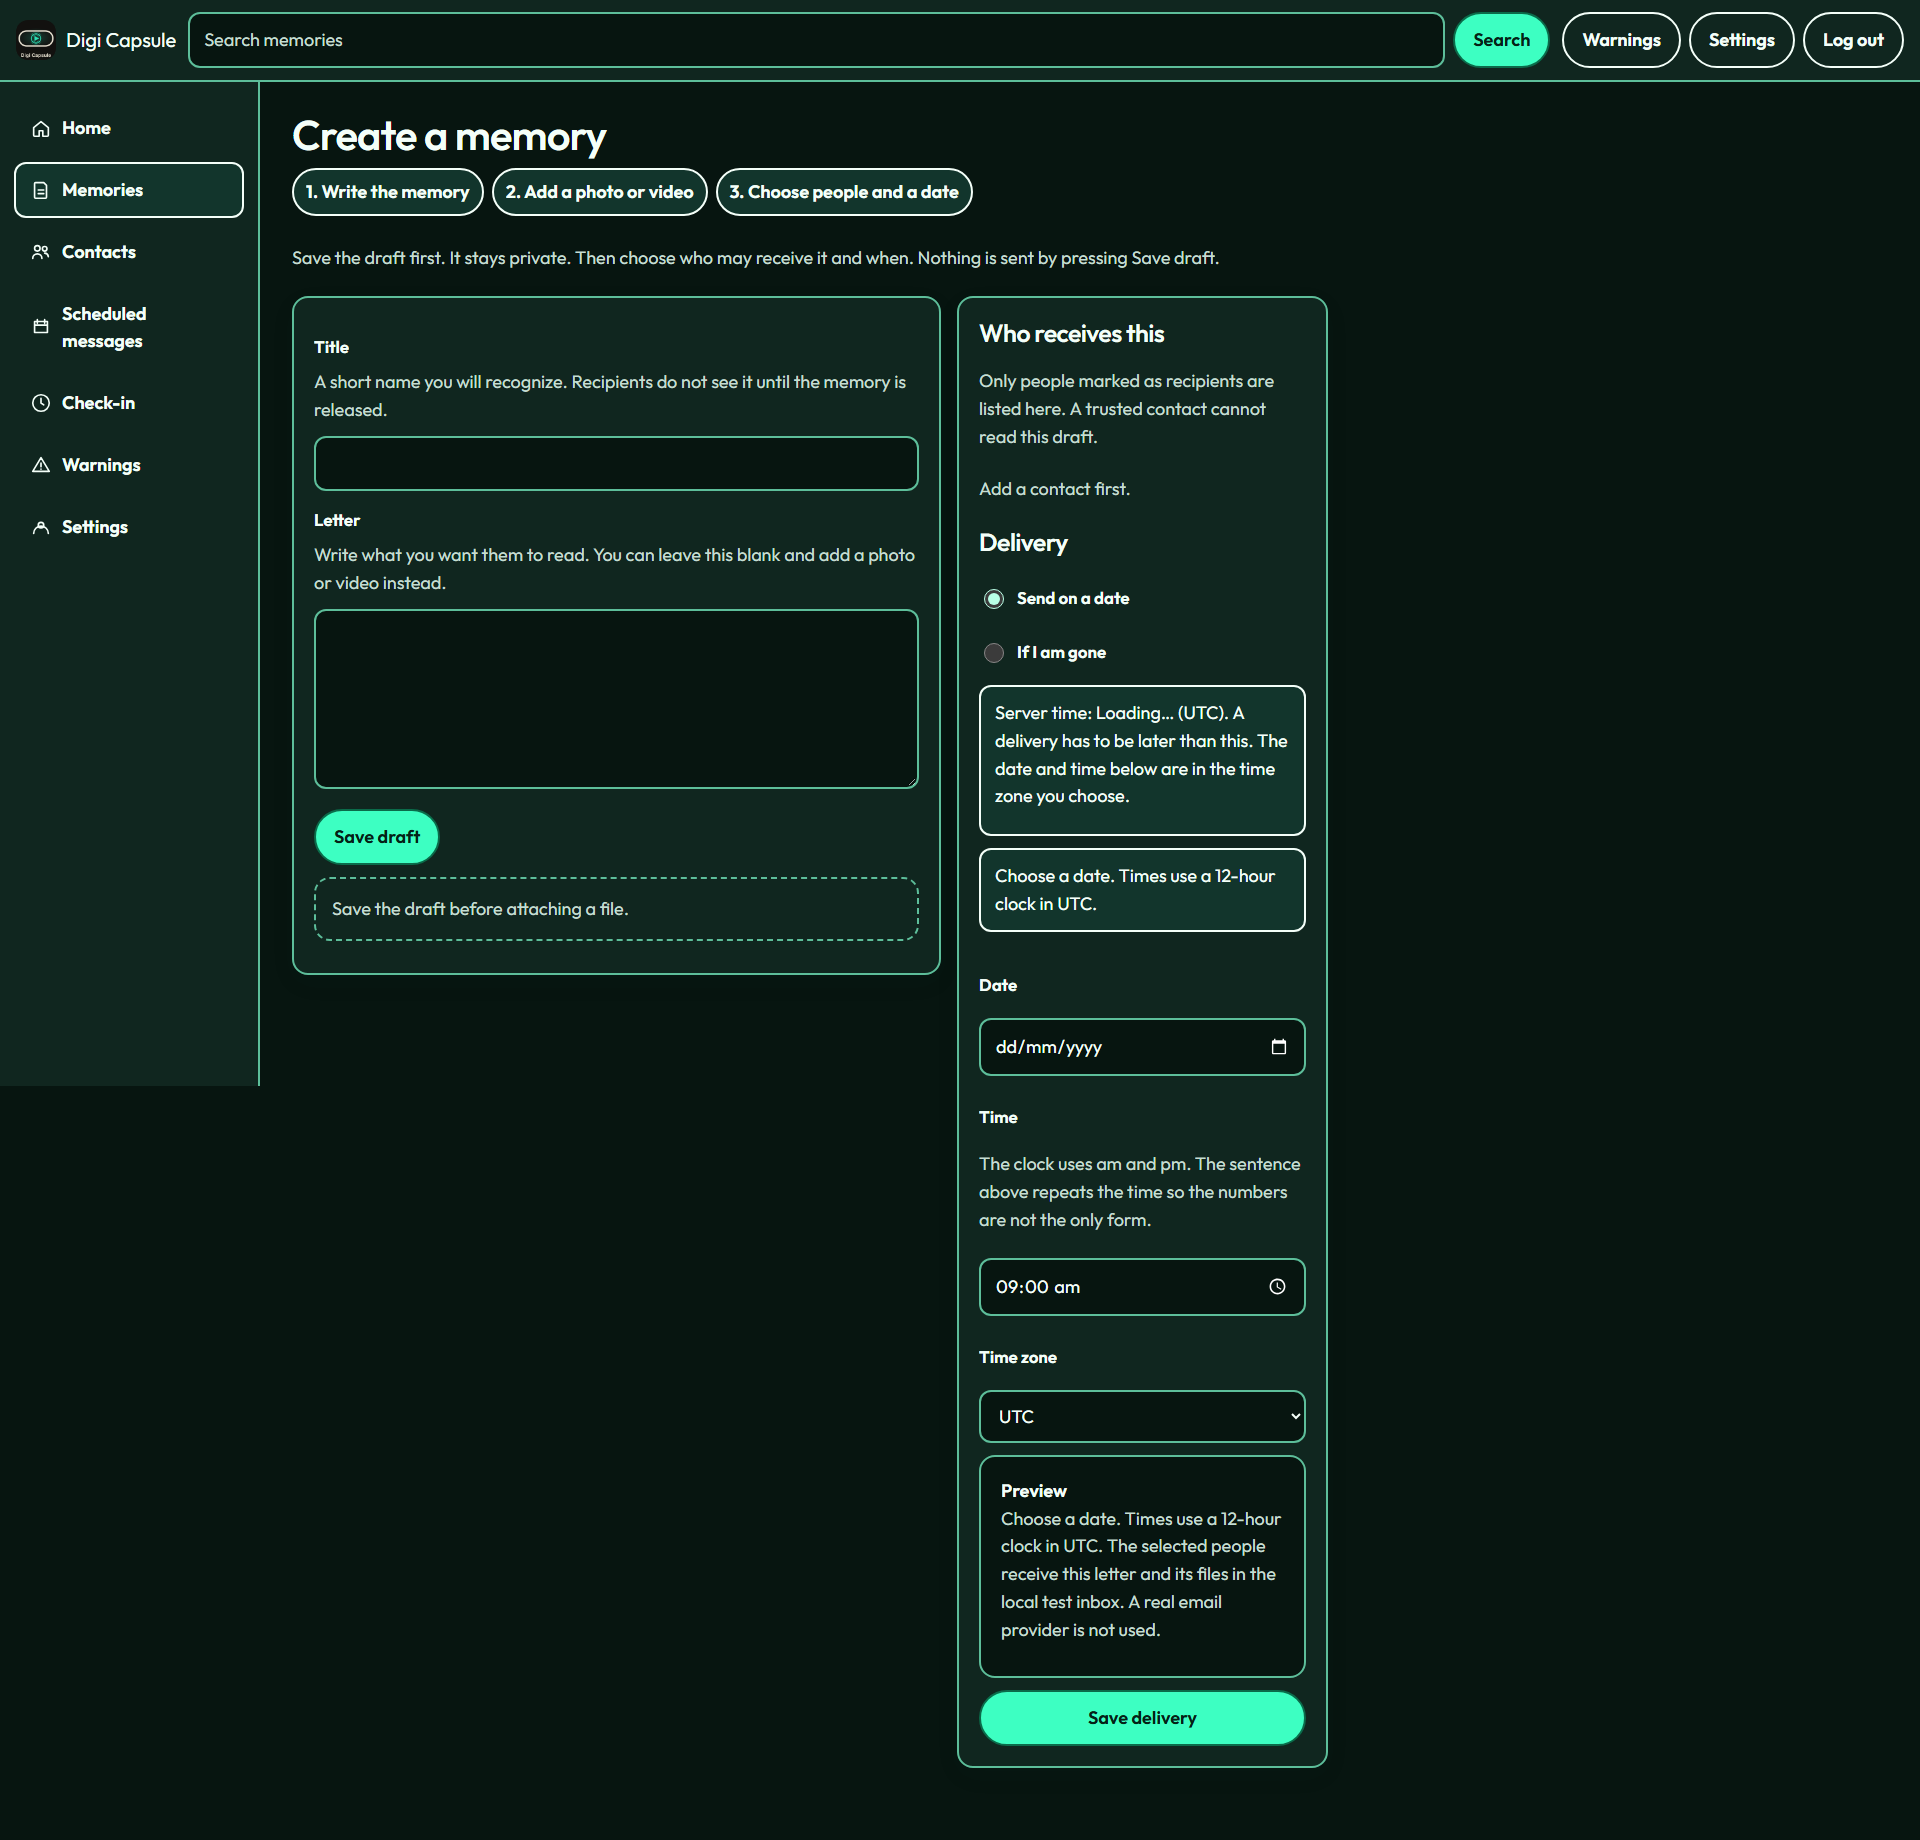 Digi Capsule
Digi Capsule
Search memories
Search
Warnings
Settings
Log out
Home
Memories
Contacts
Scheduled
messages
Check-in
Warnings
Settings
Create a memory
1. Write the memory
2. Add a photo or video
3. Choose people and a date
Save the draft first. It stays private. Then choose who may receive it and when. Nothing is sent by pressing Save draft.
Title
A short name you will recognize. Recipients do not see it until the memory is
released.
Letter
Write what you want them to read. You can leave this blank and add a photo
or video instead.
Save draft
Save the draft before attaching a file.
Who receives this
Only people marked as recipients are
listed here. A trusted contact cannot
read this draft.
Add a contact first.
Delivery
Send on a date
If I am gone
Server time: Loading... (UTC). A
delivery has to be later than this. The
date and time below are in the time
zone you choose.
Choose a date. Times use a 12-hour
clock in UTC.
Date
dd/mm/yyyy
Time
The clock uses am and pm. The sentence
above repeats the time so the numbers
are not the only form.
09:00 am
Time zone
UTC
Preview
Choose a date. Times use a 12-hour
clock in UTC. The selected people
receive this letter and its files in the
local test inbox. A real email
provider is not used.
Save delivery